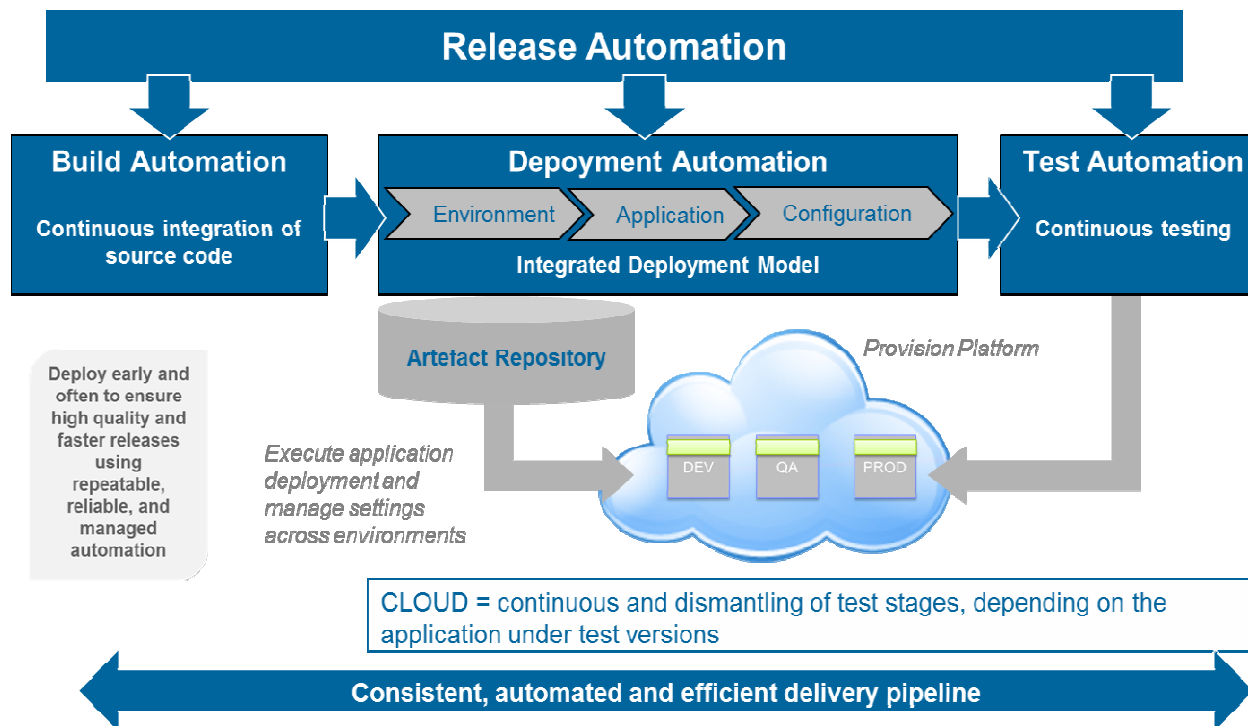 Release Automation
Build Automation
Continuous integration of
source code
Depoyment Automation
Environment
Application
Configuration
Integrated Deployment Model
Test Automation
Continuous testing
Artefact Repository
Provision Platform
Deploy early and
often to ensure
high quality and
faster releases
using
repeatable,
reliable, and
managed
automation
Execute application
deployment and
manage settings
across environments
DEV
QA
PROD
CLOUD = continuous and dismantling of test stages, depending on the
application under test versions
Consistent, automated and efficient delivery pipeline